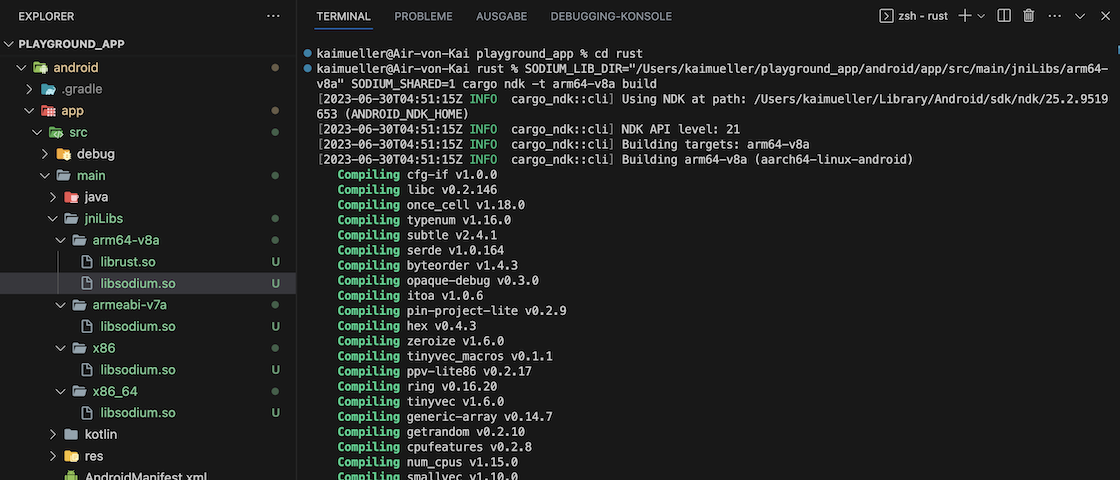 EXPLORER
PLAYGROUND_APP
android
.gradle
app
src
debug
main
java
jniLibs
arm64-v8a
librust.so U
libsodium.so U
armeabi-v7a
libsodium.so U
x86
libsodium.so U
x86_64
libsodium.so U
kotlin
res
AndroidManifest.xml
TERMINAL PROBLEME AUSGABE DEBUGGING-KONSOLE zsh - rust
kaimueller@Air-von-Kai playground_app % cd rust
kaimueller@Air-von-Kai rust % SODIUM_LIB_DIR="/Users/kaimueller/playground_app/android/app/src/main/jniLibs/arm64-
v8a" SODIUM_SHARED=1 cargo ndk -t arm64-v8a build
[2023-06-30T04:51:15Z INFO cargo_ndk::cli] Using NDK at path: /Users/kaimueller/Library/Android/sdk/ndk/25.2.9519
653 (ANDROID_NDK_HOME)
[2023-06-30T04:51:15Z INFO cargo_ndk::cli] NDK API level: 21
[2023-06-30T04:51:15Z INFO cargo_ndk::cli] Building targets: arm64-v8a
[2023-06-30T04:51:15Z INFO cargo_ndk::cli] Building arm64-v8a (aarch64-linux-android)
Compiling cfg-if v1.0.0
Compiling libc v0.2.146
Compiling once_cell v1.18.0
Compiling typenum v1.16.0
Compiling subtle v2.4.1
Compiling serde v1.0.164
Compiling byteorder v1.4.3
Compiling opaque-debug v0.3.0
Compiling itoa v1.0.6
Compiling pin-project-lite v0.2.9
Compiling hex v0.4.3
Compiling zeroize v1.6.0
Compiling tinyvec_macros v0.1.1
Compiling ppv-lite86 v0.2.17
Compiling ring v0.16.20
Compiling tinyvec v1.6.0
Compiling generic-array v0.14.7
Compiling getrandom v0.2.10
Compiling cpufeatures v0.2.8
Compiling num_cpus v1.15.0
Compiling smallvec v1.10.0